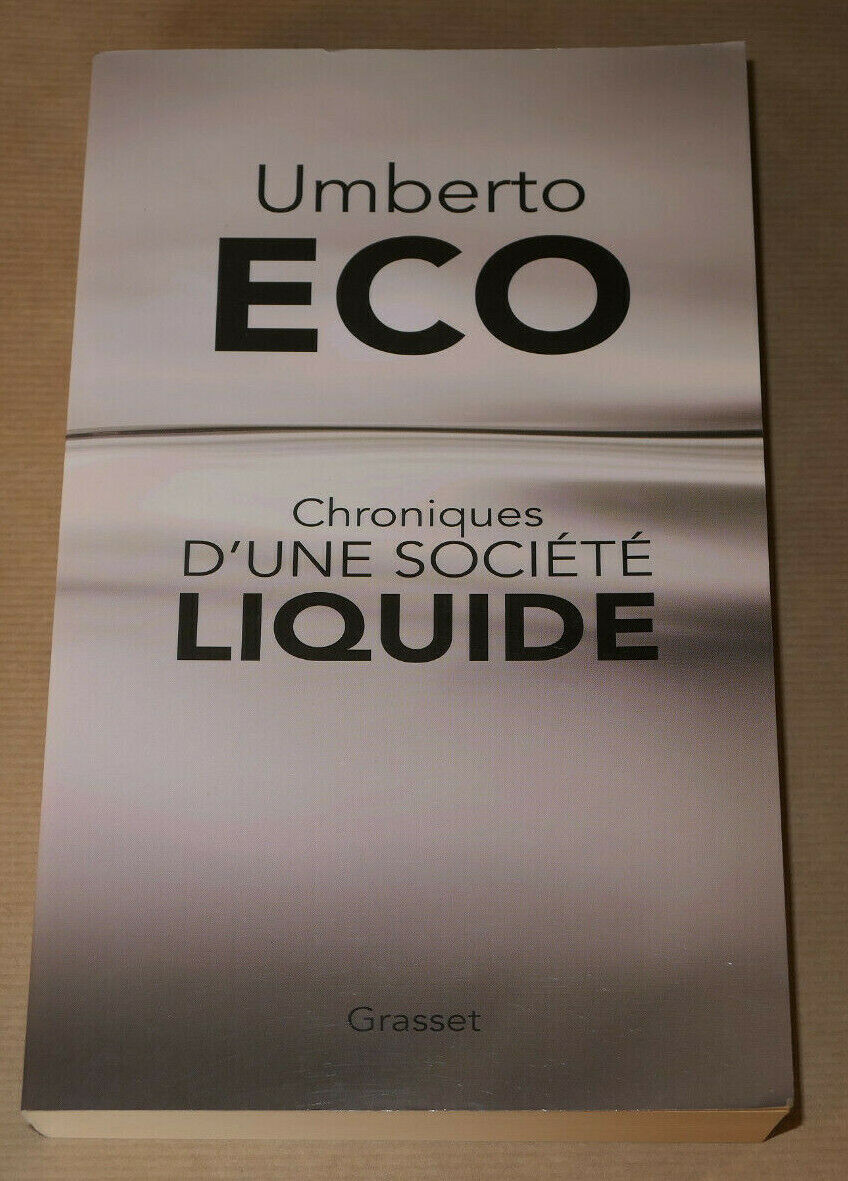 Umberto
ECO
Chroniques
D'UNE SOCIÉTÉ
LIQUIDE
Grasset